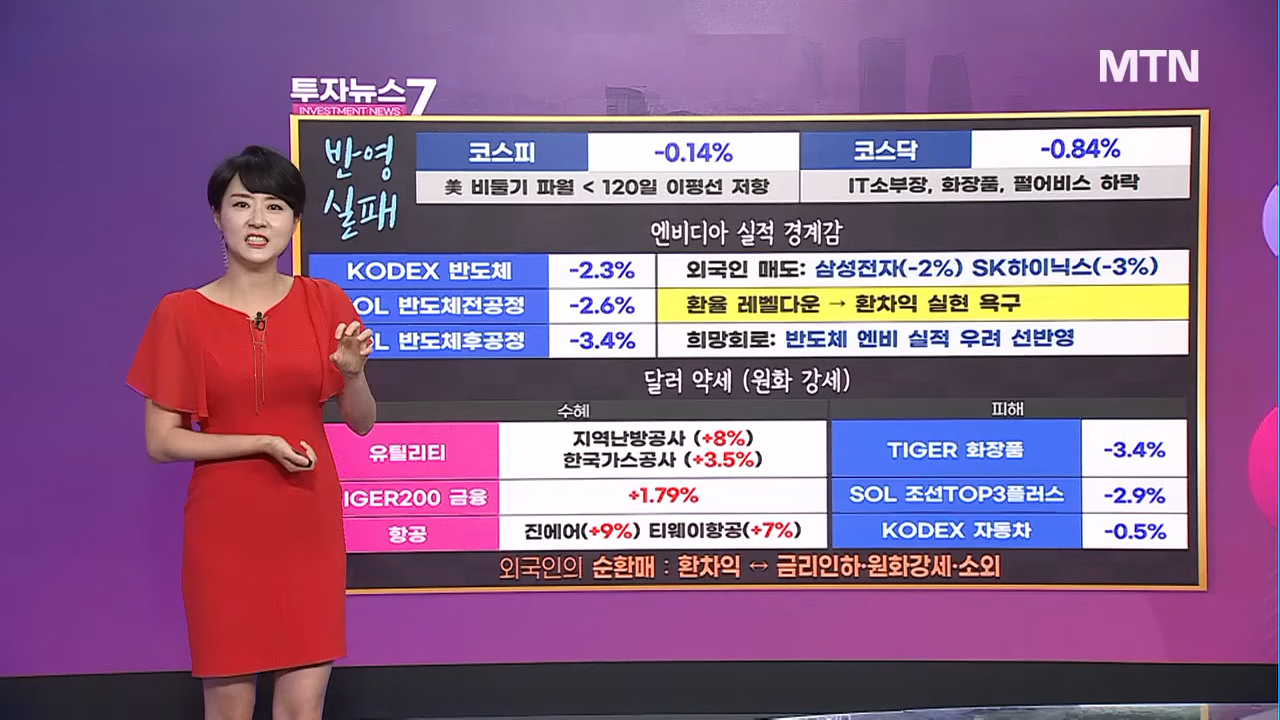 MTN
투자뉴스7
INVESTMENT NEWS
반영
실패
코스피 -0.14% 코스닥 -0.84%
美 비둘기 파월 < 120일 이평선 저항 IT소부장, 화장품, 펄어비스 하락
엔비디아 실적 경계감
KODEX 반도체 -2.3% 외국인 매도: 삼성전자(-2%) SK하이닉스(-3%)
OL 반도체전공정 -2.6% 환율 레벨다운 → 환차익 실현 욕구
L 반도체후공정 -3.4% 희망회로: 반도체 엔비 실적 우려 선반영
달러 약세 (원화 강세)
수혜 피해
유틸리티 지역난방공사 (+8%) TIGER 화장품 -3.4%
한국가스공사 (+3.5%)
IGER200 금융 +1.79% SOL 조선TOP3플러스 -2.9%
항공 진에어(+9%) 티웨이항공(+7%) KODEX 자동차 -0.5%
외국인의 순환매 : 환차익 ↔ 금리인하·원화강세·소외